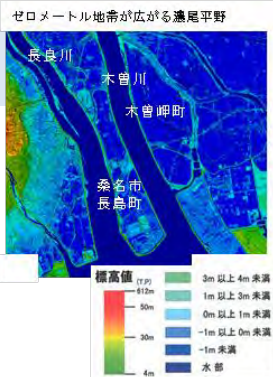 ゼロメートル地帯が広がる濃尾平野
長良川
木曽川
木曽岬町
桑名市
長島町
標高値(T.P)
612m
50m
30m
4m
3m 以上 4m 未満
1m 以上 3m 未満
0m 以上 1m 未満
-1m 以上 0m 未満
-1m 未満
水 部